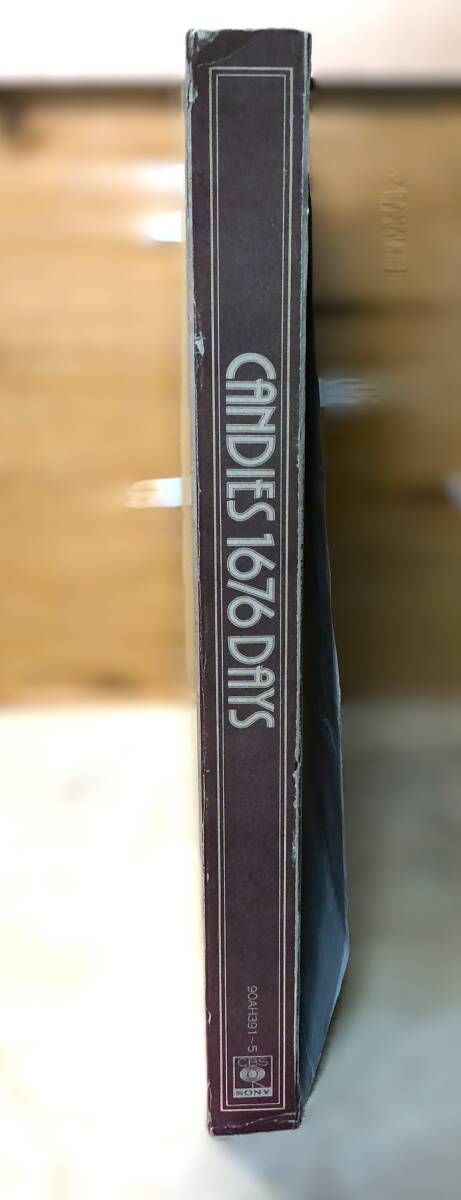 CANDIES 1676 DAYS
90AH391~5
CBS
SONY